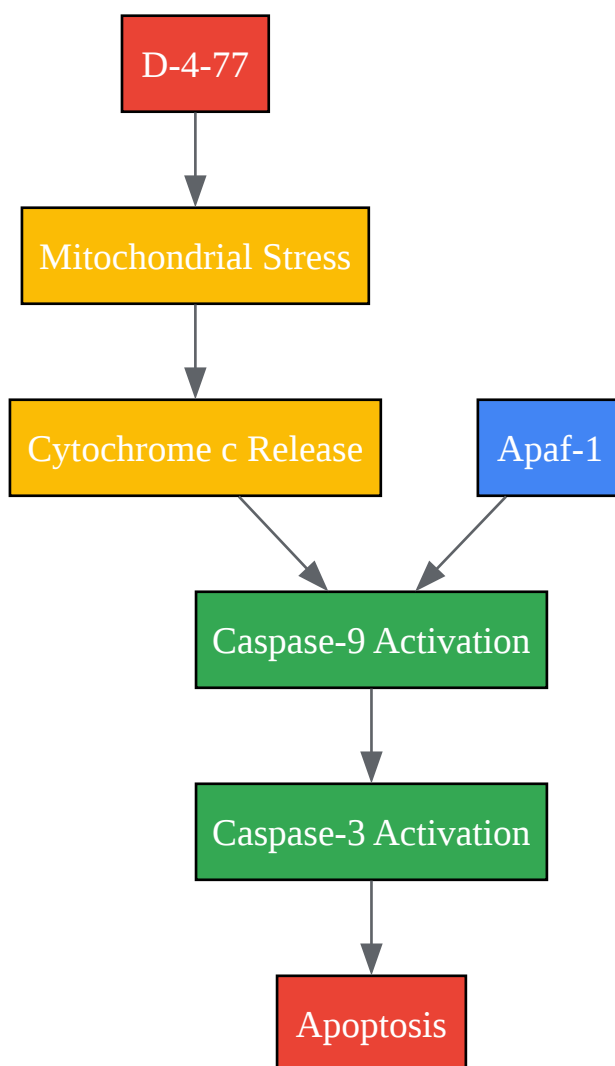 D-4-77
Mitochondrial Stress
Cytochrome c Release
Apaf-1
Caspase-9 Activation
Caspase-3 Activation
Apoptosis